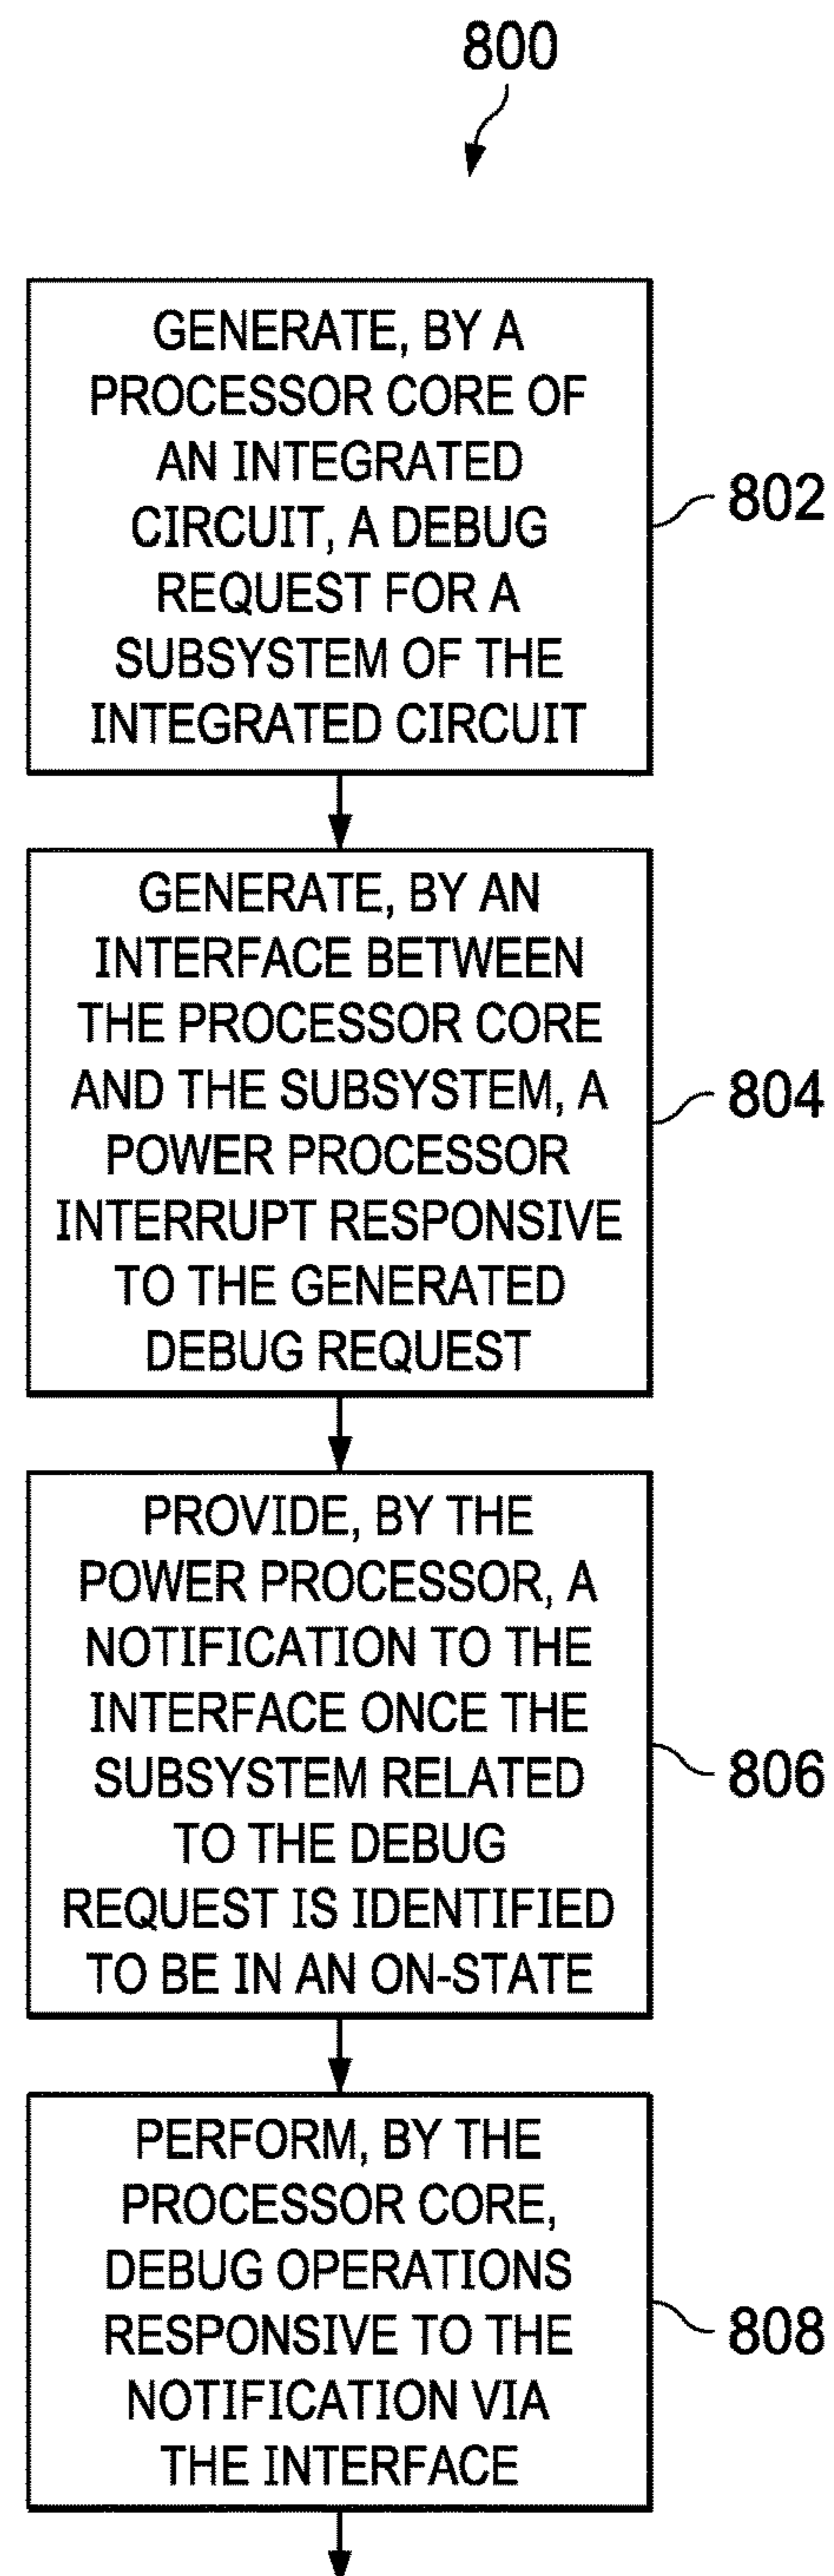 800
GENERATE, BY A
PROCESSOR CORE OF
AN INTEGRATED
CIRCUIT, A DEBUG
REQUEST FOR A
SUBSYSTEM OF THE
INTEGRATED CIRCUIT
802
GENERATE, BY AN
INTERFACE BETWEEN
THE PROCESSOR CORE
AND THE SUBSYSTEM, A
POWER PROCESSOR
INTERRUPT RESPONSIVE
TO THE GENERATED
DEBUG REQUEST
804
PROVIDE, BY THE
POWER PROCESSOR, A
NOTIFICATION TO THE
INTERFACE ONCE THE
SUBSYSTEM RELATED
TO THE DEBUG
REQUEST IS IDENTIFIED
TO BE IN AN ON-STATE
806
PERFORM, BY THE
PROCESSOR CORE,
DEBUG OPERATIONS
RESPONSIVE TO THE
NOTIFICATION VIA
THE INTERFACE
808